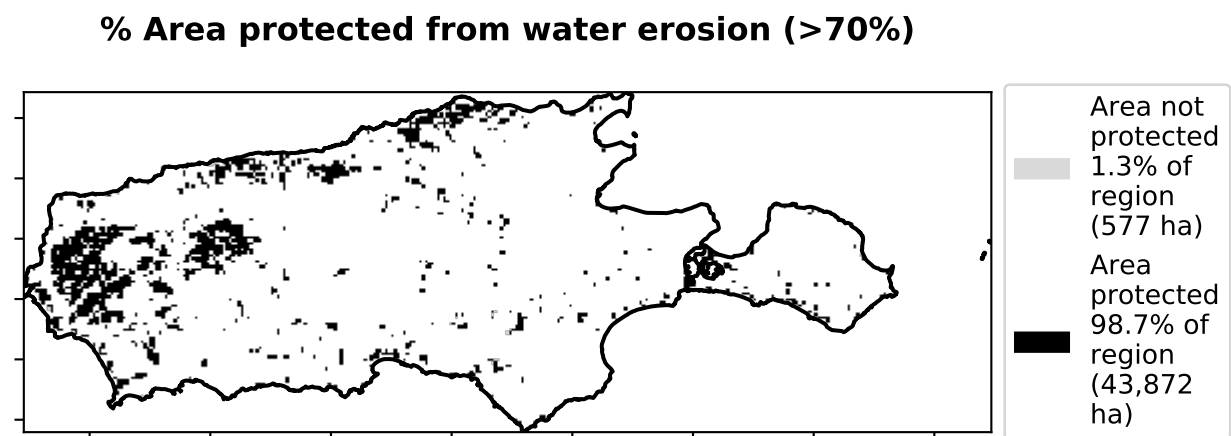 % Area protected from water erosion (>70%)
Area not
protected
1.3% of
region
(577 ha)
Area
protected
98.7% of
region
(43,872
ha)